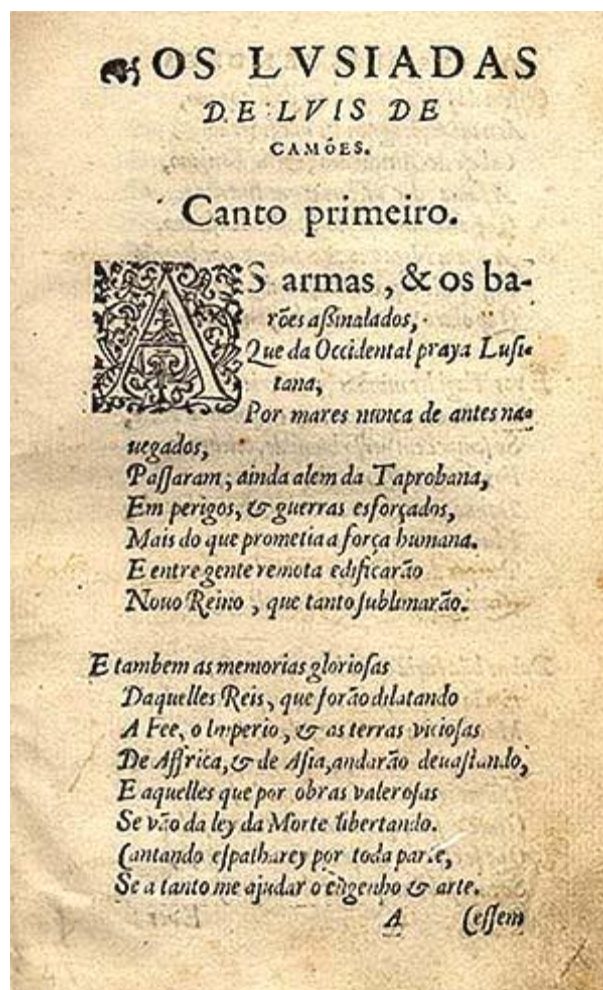 OS LVSIADAS
DE LVIS DE
CAMÕES.
Canto primeiro.
AS armas, & os ba-
rões aßinalados,
Que da Occidental praya Lusi-
tana,
Por mares nunca de antes na-
uegados,
Paſſaram, ainda alem da Taprobana,
Em perigos, & guerras esforçados,
Mais do que prometia a força humana.
E entre gente remota edificarão
Nouo Reino, que tanto ſublimarão.
E tambem as memorias glorioſas
Daquelles Reis, que forão dilatando
A Fee, o Imperio, & as terras vicioſas
De Affrica, & de Aſia, andarão deuaſtando,
E aquelles que por obras valeroſas
Se vão da ley da Morte libertando.
Cantando eſpalharey por toda parte,
Se a tanto me ajudar o engenho & arte.
A (eſſem